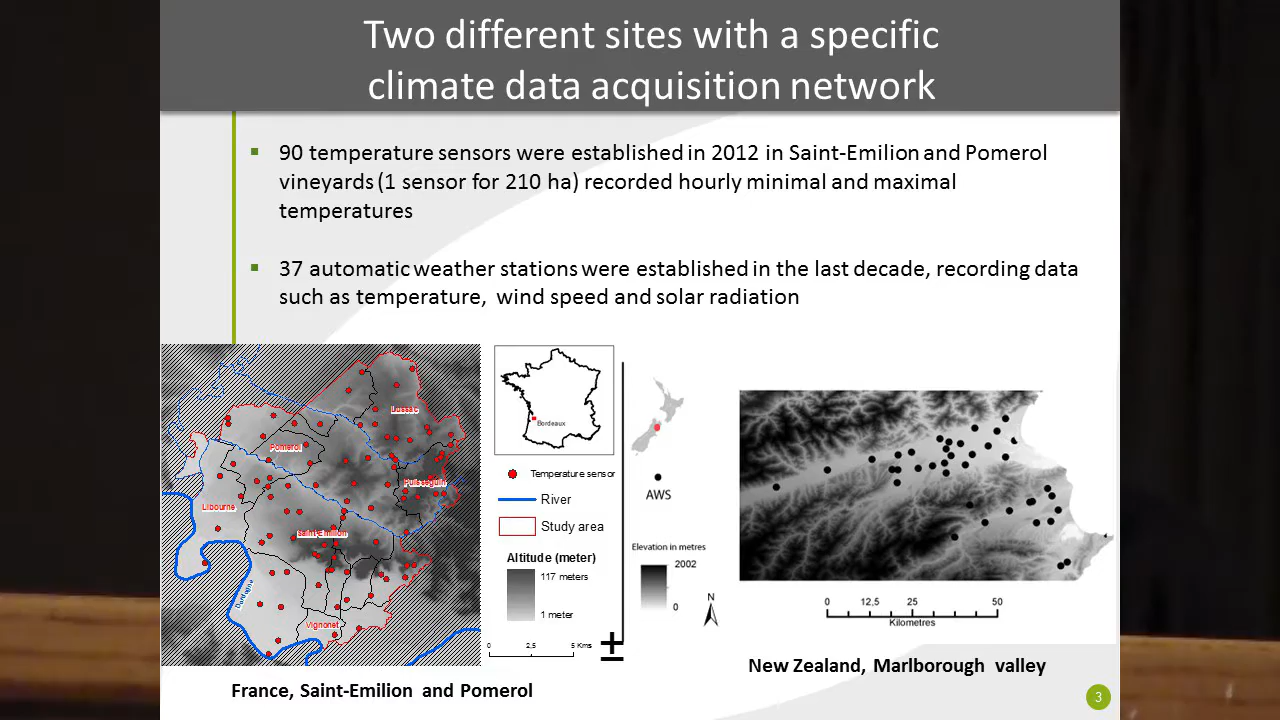 Two different sites with a specific
climate data acquisition network
90 temperature sensors were established in 2012 in Saint-Emilion and Pomerol
vineyards (1 sensor for 210 ha) recorded hourly minimal and maximal
temperatures
37 automatic weather stations were established in the last decade, recording data
such as temperature, wind speed and solar radiation
Lussac
Pomerol
Puisseguin
Libourne
Saint-Emilion
Dordogne
Vignonet
Bordeaux
Temperature sensor
River
Study area
Altitude (meter)
117 meters
1 meter
0 2,5 5 Kms
±
AWS
Elevation in metres
2002
0
N
0 12,5 25 50
Kilometres
France, Saint-Emilion and Pomerol
New Zealand, Marlborough valley
3